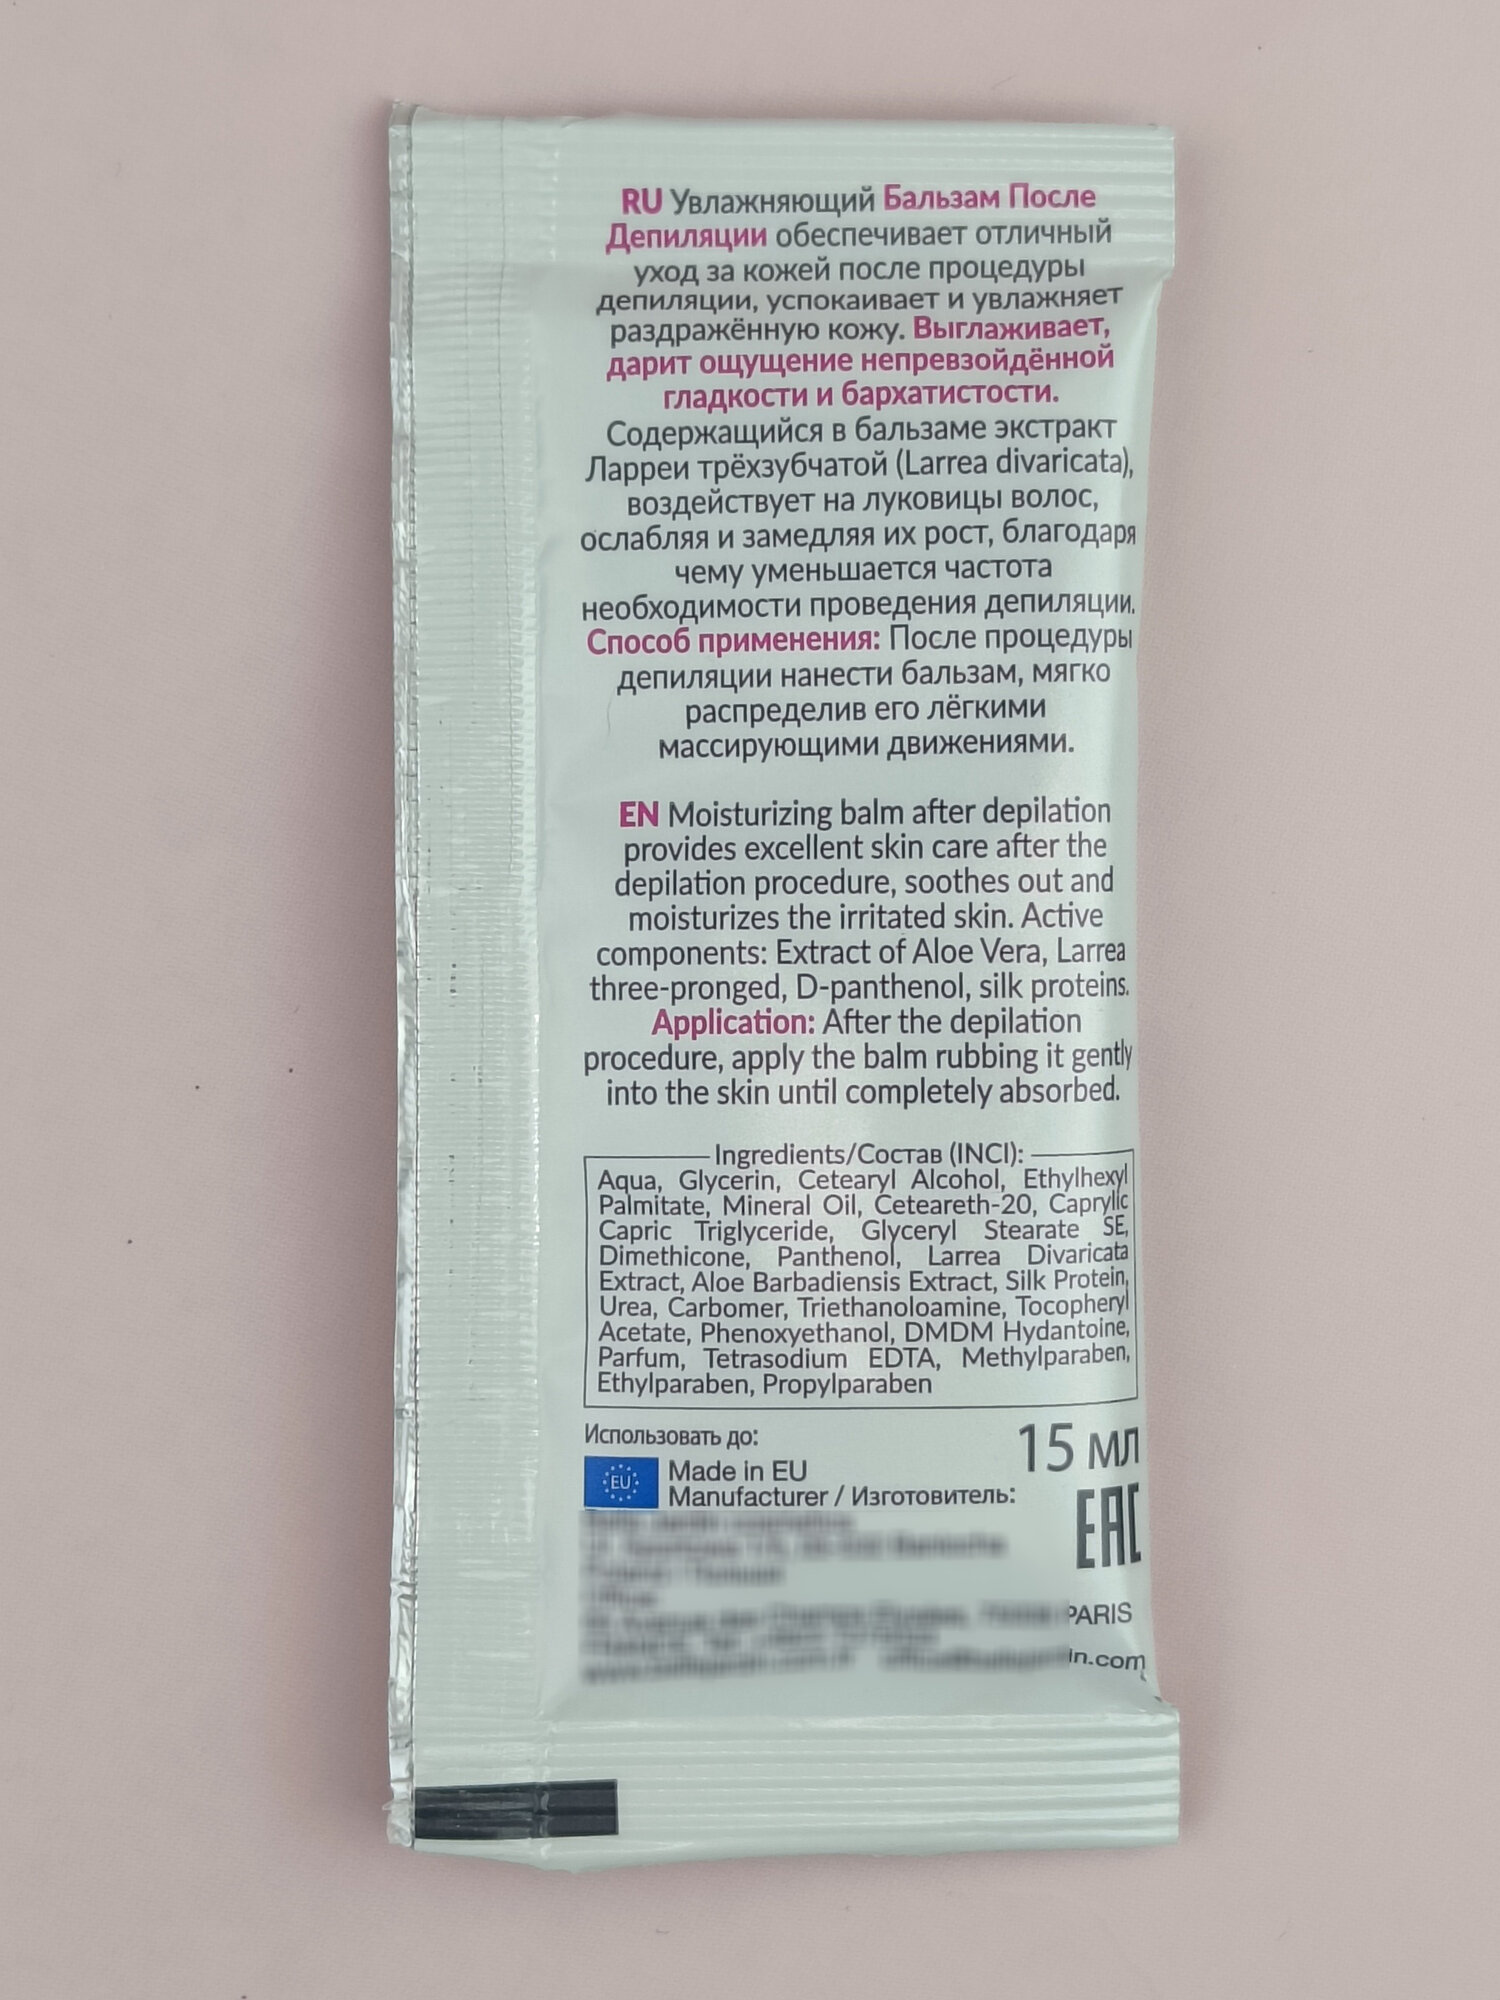 RU Увлажняющий Бальзам После
Депиляции обеспечивает отличный
уход за кожей после процедуры
депиляции, успокаивает и увлажняет
раздражённую кожу. Выглаживает,
дарит ощущение непревзойдённой
гладкости и бархатистости.
Содержащийся в бальзаме экстракт
Ларреи трёхзубчатой (Larrea divaricata),
воздействует на луковицы волос,
ослабляя и замедляя их рост, благодаря
чему уменьшается частота
необходимости проведения депиляции.
Способ применения: После процедуры
депиляции нанести бальзам, мягко
распределив его лёгкими
массирующими движениями.
EN Moisturizing balm after depilation
provides excellent skin care after the
depilation procedure, soothes out and
moisturizes the irritated skin. Active
components: Extract of Aloe Vera, Larrea
three-pronged, D-panthenol, silk proteins.
Application: After the depilation
procedure, apply the balm rubbing it gently
into the skin until completely absorbed.
Ingredients/Состав (INCI):
Aqua, Glycerin, Cetearyl Alcohol, Ethylhexyl
Palmitate, Mineral Oil, Ceteareth-20, Caprylic
Capric Triglyceride, Glyceryl Stearate SE,
Dimethicone, Panthenol, Larrea Divaricata
Extract, Aloe Barbadiensis Extract, Silk Protein,
Urea, Carbomer, Triethanoloamine, Tocopheryl
Acetate, Phenoxyethanol, DMDM Hydantoine,
Parfum, Tetrasodium EDTA, Methylparaben,
Ethylparaben, Propylparaben
Использовать до:
15 мл
EU Made in EU
Manufacturer / Изготовитель:
EAC
PARIS
in.com